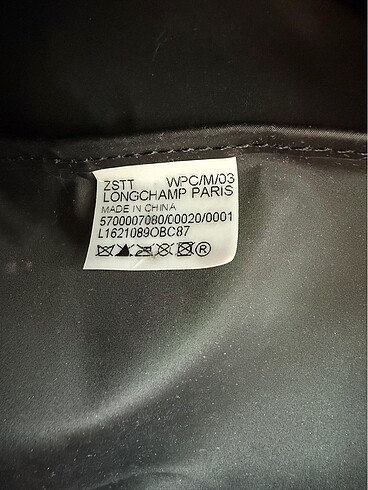 ZSTT WPC/M/03
LONGCHAMP PARIS
MADE IN CHINA
5700007080/00020/0001
L1621089OBC87
®